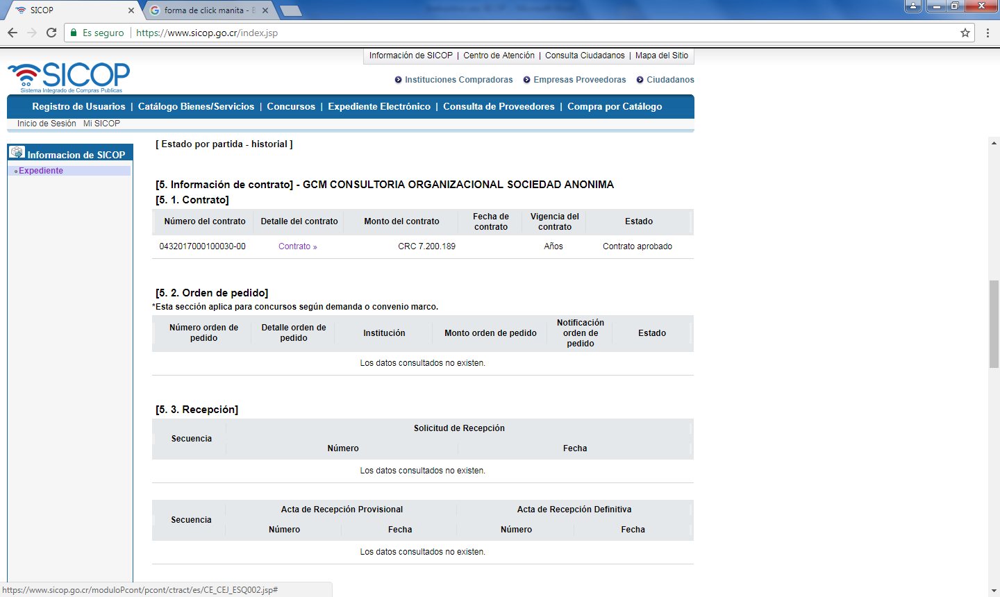 SICOP
forma de click manita - B
Es seguro
https://www.sicop.go.cr/index.jsp
Información de SICOP | Centro de Atención | Consulta Ciudadanos | Mapa del Sitio
SICOP
Sistema Integrado de Compras Publicas
Instituciones Compradoras Empresas Proveedoras Ciudadanos
Registro de Usuarios | Catálogo Bienes/Servicios | Concursos | Expediente Electrónico | Consulta de Proveedores | Compra por Catálogo
Inicio de Sesión Mi SICOP
Informacion de SICOP
Expediente
[ Estado por partida - historial ]
[5. Información de contrato] - GCM CONSULTORIA ORGANIZACIONAL SOCIEDAD ANONIMA
[5. 1. Contrato]
Número del contrato Detalle del contrato Monto del contrato Fecha de contrato Vigencia del contrato Estado
0432017000100030-00 Contrato » CRC 7.200.189 Años Contrato aprobado
[5. 2. Orden de pedido]
*Esta sección aplica para concursos según demanda o convenio marco.
Número orden de pedido Detalle orden de pedido Institución Monto orden de pedido Notificación orden de pedido Estado
Los datos consultados no existen.
[5. 3. Recepción]
Secuencia Solicitud de Recepción
Número Fecha
Los datos consultados no existen.
Secuencia Acta de Recepción Provisional Acta de Recepción Definitiva
Número Fecha Número Fecha
Los datos consultados no existen.
https://www.sicop.go.cr/moduloPcont/pcont/ctract/es/CE_CEJ_ESQ002.jsp#